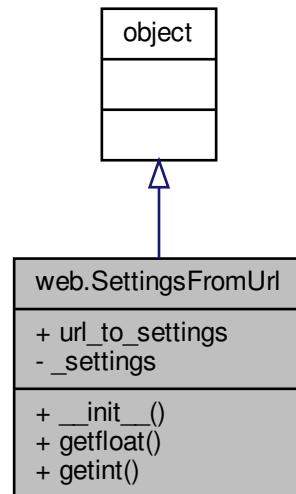 object
web.SettingsFromUrl
+ url_to_settings
- _settings
+ __init__()
+ getfloat()
+ getint()